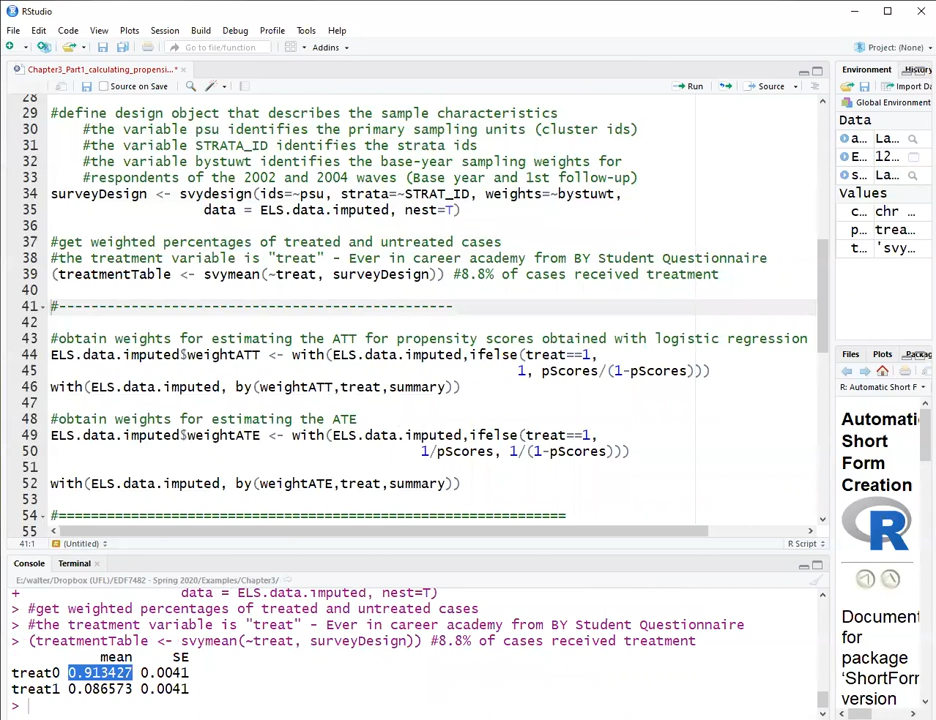 RStudio
File Edit Code View Plots Session Build Debug Profile Tools Help
Go to file/function Addins Project: (None)
Chapter3_Part1_calculating_propensi...*
Source on Save Run Source
28
29 #define design object that describes the sample characteristics
30 #the variable psu identifies the primary sampling units (cluster ids)
31 #the variable STRATA_ID identifies the strata ids
32 #the variable bystuwt identifies the base-year sampling weights for
33 #respondents of the 2002 and 2004 waves (Base year and 1st follow-up)
34 surveyDesign <- svydesign(ids=~psu, strata=~STRAT_ID, weights=~bystuwt,
35 data = ELS.data.imputed, nest=T)
36
37 #get weighted percentages of treated and untreated cases
38 #the treatment variable is "treat" - Ever in career academy from BY Student Questionnaire
39 (treatmentTable <- svymean(~treat, surveyDesign)) #8.8% of cases received treatment
40
41 #-------------------------------------------------
42
43 #obtain weights for estimating the ATT for propensity scores obtained with logistic regression
44 ELS.data.imputed$weightATT <- with(ELS.data.imputed,ifelse(treat==1,
45 1, pScores/(1-pScores)))
46 with(ELS.data.imputed, by(weightATT,treat,summary))
47
48 #obtain weights for estimating the ATE
49 ELS.data.imputed$weightATE <- with(ELS.data.imputed,ifelse(treat==1,
50 1/pScores, 1/(1-pScores)))
51
52 with(ELS.data.imputed, by(weightATE,treat,summary))
53
54 #===============================================================
55
41:1 (Untitled) R Script
Console Terminal
E:/walter/Dropbox (UFL)/EDF7482 - Spring 2020/Examples/Chapter3/
+ data = ELS.data.imputed, nest=T)
> #get weighted percentages of treated and untreated cases
> #the treatment variable is "treat" - Ever in career academy from BY Student Questionnaire
> (treatmentTable <- svymean(~treat, surveyDesign)) #8.8% of cases received treatment
mean SE
treat0 0.913427 0.0041
treat1 0.086573 0.0041
>
Environment History
Import Da
Global Environment
Data
a... La...
E... 12...
s... La...
Values
c... chr ...
p... trea...
t... 'svy...
Files Plots Packag
R: Automatic Short F
Automatic
Short
Form
Creation
R
Document
for
package
‘ShortForm
version